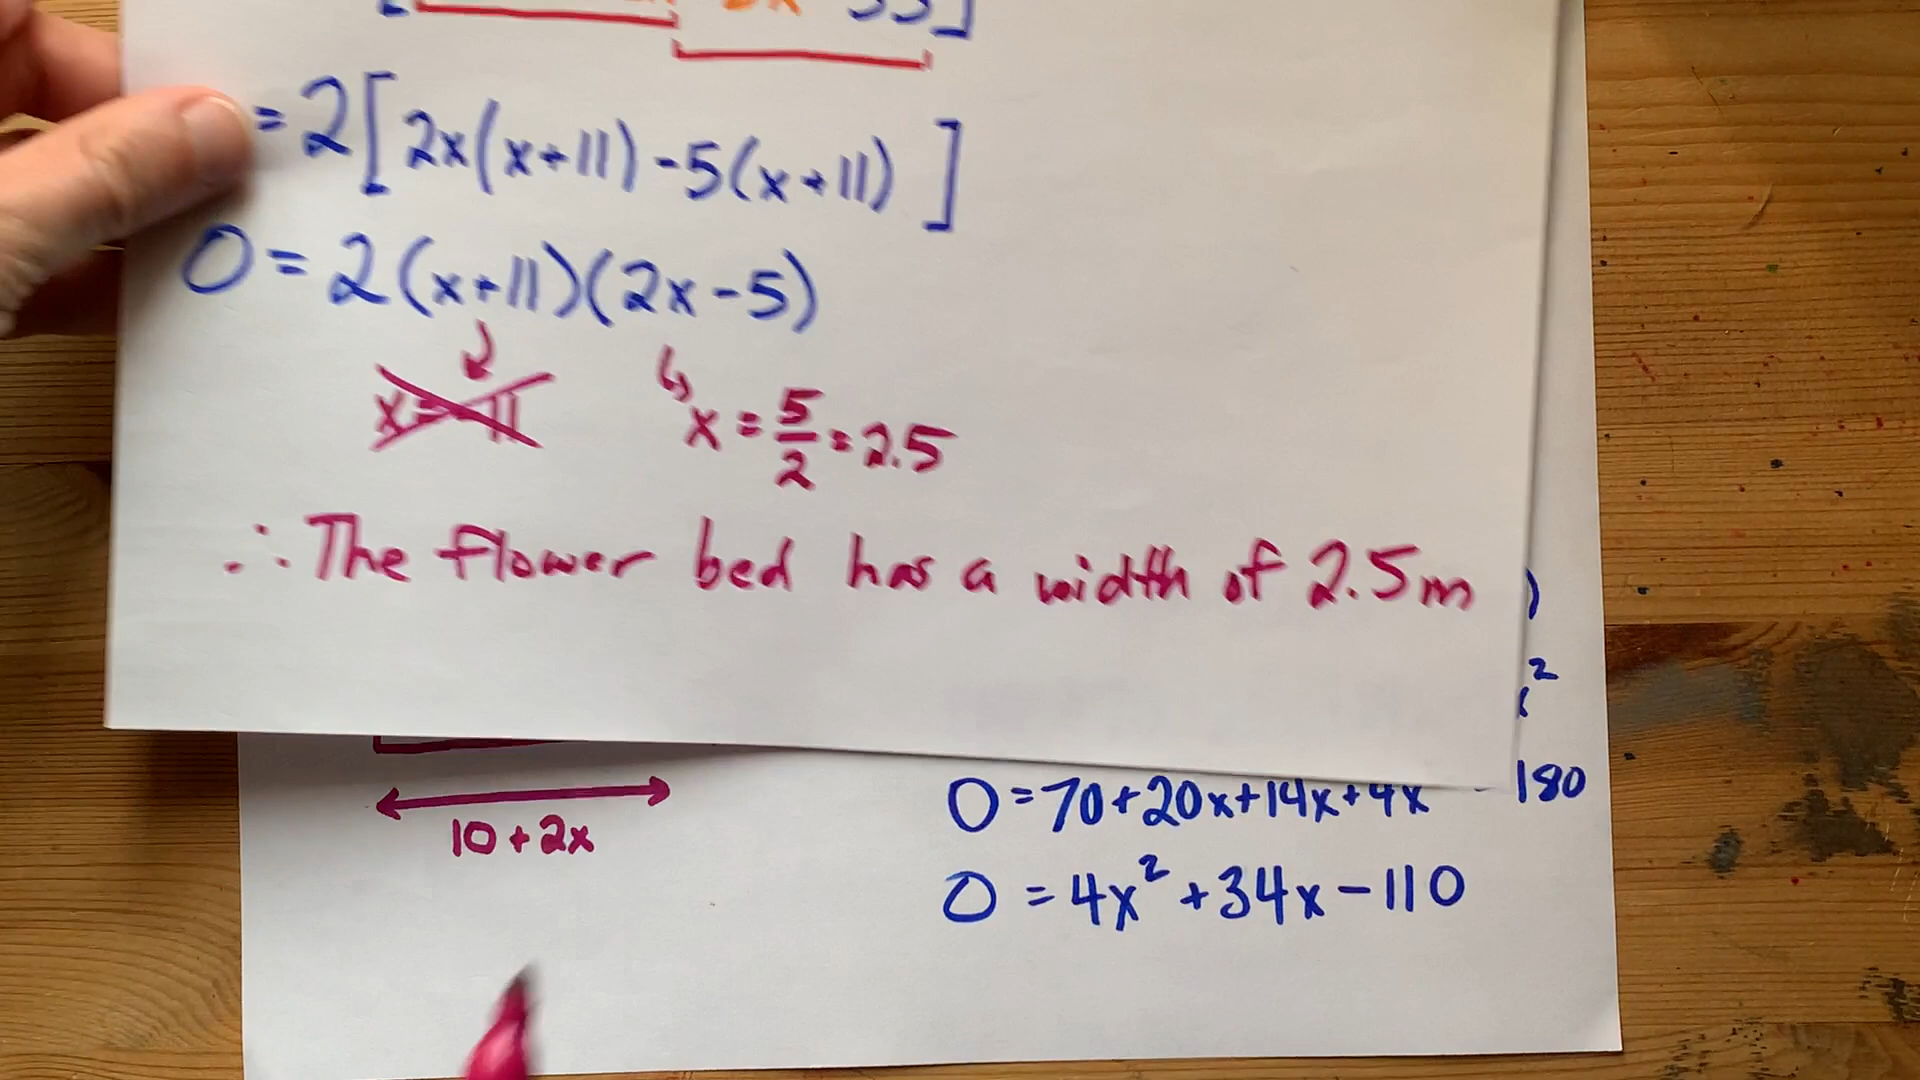 = 2[2x(x+11)-5(x+11)]
0 = 2(x+11)(2x-5)
x=-11
x = 5/2 = 2.5
∴ The flower bed has a width of 2.5m
10+2x
0=70+20x+14x+4x - 180
0 = 4x²+34x-110